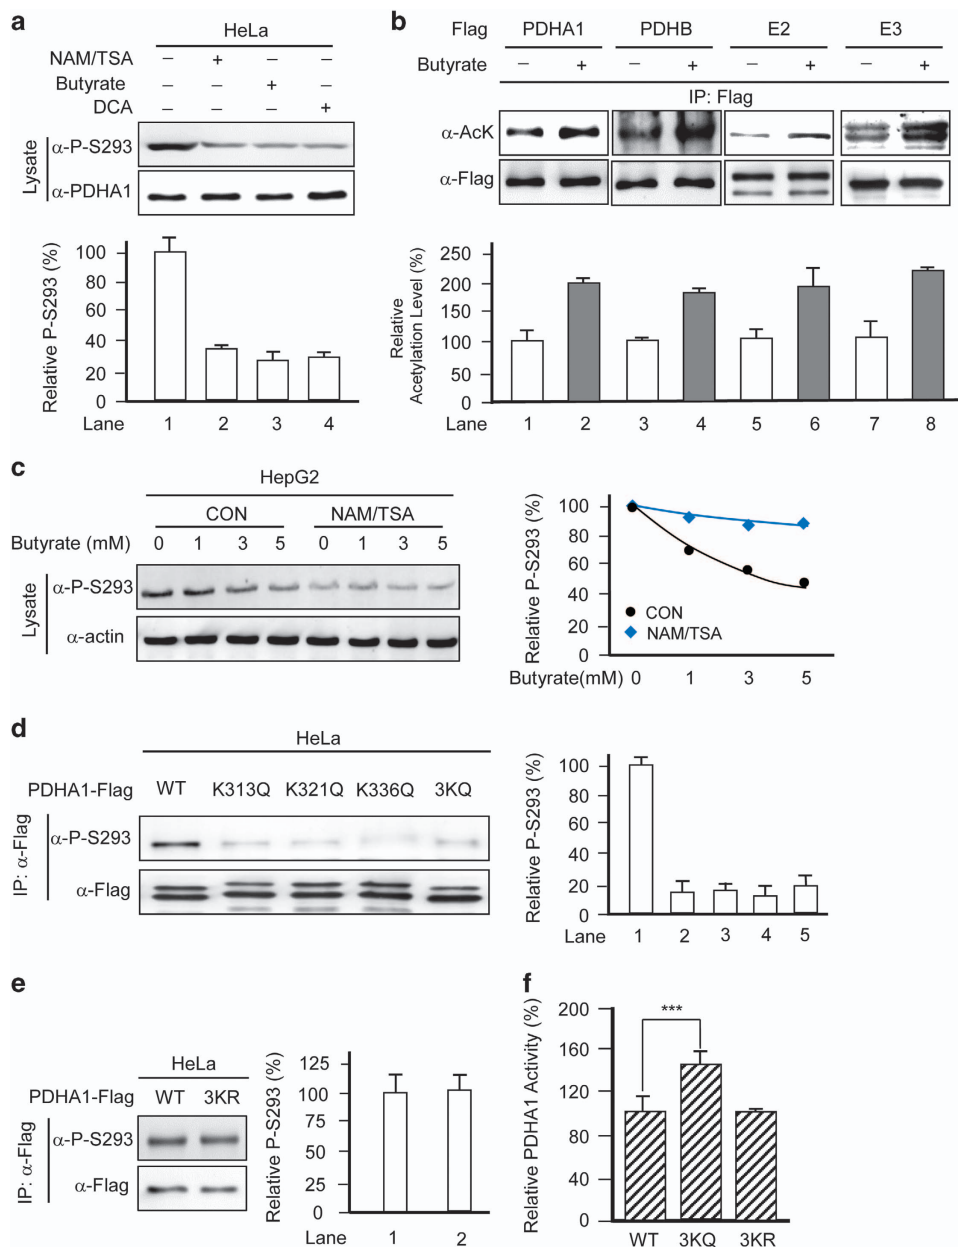 a
HeLa
NAM/TSA − + − −
Butyrate − − + −
DCA − − − +
Lysate
α-P-S293
α-PDHA1
Relative P-S293 (%)
100
80
60
40
20
0
Lane 1 2 3 4
b
Flag PDHA1 PDHB E2 E3
Butyrate − + − + − + − +
IP: Flag
α-AcK
α-Flag
Relative
Acetylation Level (%)
250
200
150
100
50
0
Lane 1 2 3 4 5 6 7 8
c
HepG2
CON NAM/TSA
Butyrate (mM) 0 1 3 5 0 1 3 5
Lysate
α-P-S293
α-actin
Relative P-S293 (%)
100
80
60
40
20
0
CON
NAM/TSA
Butyrate(mM) 0 1 3 5
d
HeLa
PDHA1-Flag WT K313Q K321Q K336Q 3KQ
IP: α-Flag
α-P-S293
α-Flag
Relative P-S293 (%)
100
80
60
40
20
0
Lane 1 2 3 4 5
e
HeLa
PDHA1-Flag WT 3KR
IP: α-Flag
α-P-S293
α-Flag
Relative P-S293 (%)
125
100
75
50
25
0
Lane 1 2
f
Relative PDHA1 Activity (%)
200
160
120
80
40
0
***
WT 3KQ 3KR